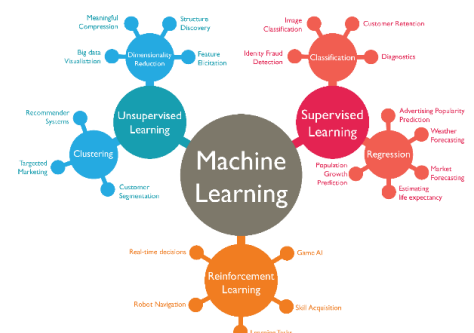 Meaningful
Compression
Structure
Discovery
Big data
Visualistation
Dimensionality
Reduction
Feature
Elicitation
Recommender
Systems
Unsupervised
Learning
Clustering
Targetted
Marketing
Customer
Segmentation
Machine
Learning
Image
Classification
Customer Retention
Idenity Fraud
Detection
Classification
Diagnostics
Supervised
Learning
Advertising Popularity
Prediction
Weather
Forecasting
Regression
Population
Growth
Prediction
Market
Forecasting
Estimating
life expectancy
Real-time decisions
Game AI
Reinforcement
Learning
Robot Navigation
Skill Acquisition